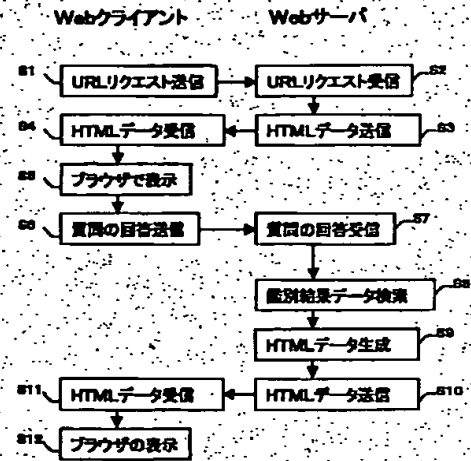 Webクライアント Webサーバ
S1 URLリクエスト送信 URLリクエスト受信 S2
S4 HTMLデータ受信 HTMLデータ送信 S3
S5 ブラウザで表示
S6 質問の回答送信 質問の回答受信 S7
鑑別結果データ検索 S8
HTMLデータ生成 S9
S11 HTMLデータ受信 HTMLデータ送信 S10
S12 ブラウザの表示